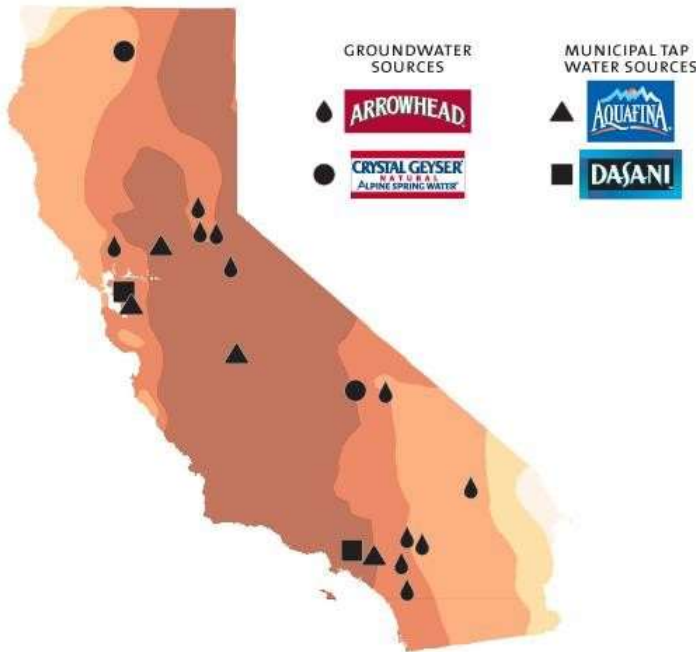 GROUNDWATER
SOURCES
MUNICIPAL TAP
WATER SOURCES
ARROWHEAD
AQUAFINA
CRYSTAL GEYSER
NATURAL
ALPINE SPRING WATER
DASANI